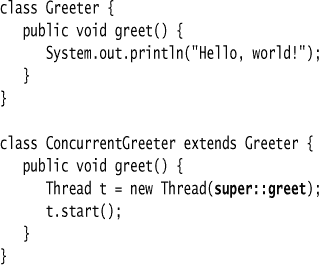 class Greeter {
   public void greet() {
      System.out.println("Hello, world!");
   }
}

class ConcurrentGreeter extends Greeter {
   public void greet() {
      Thread t = new Thread(super::greet);
      t.start();
   }
}